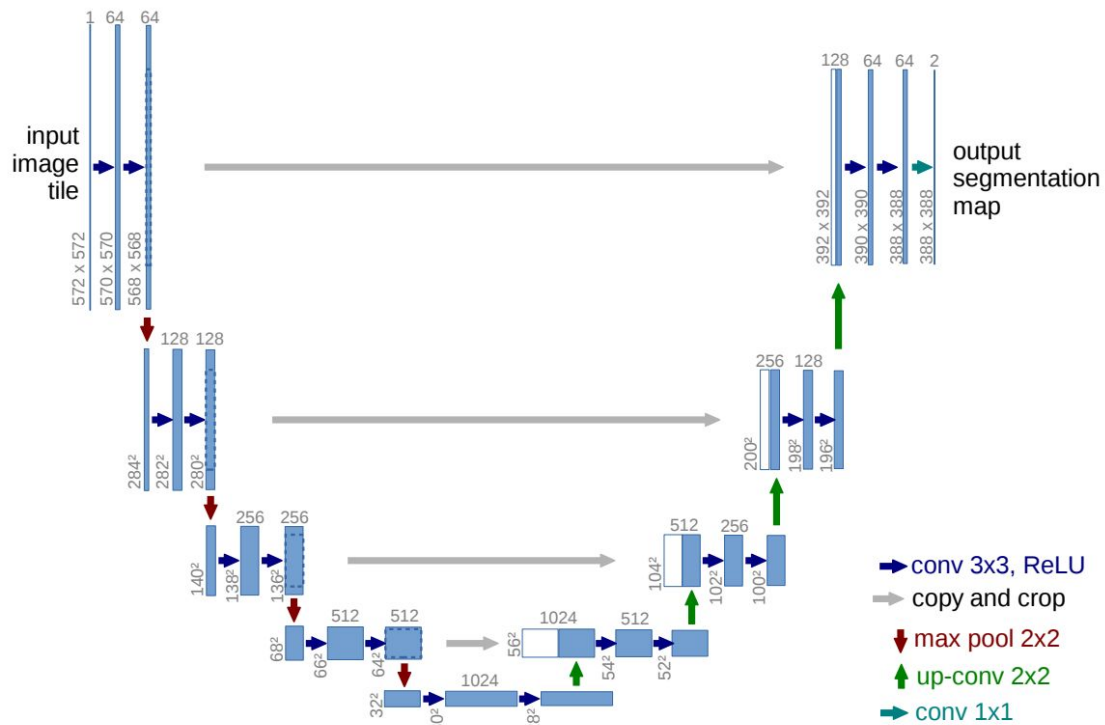 1
64
64
input
image
tile
572 x 572
570 x 570
568 x 568
128
64
64
2
output
segmentation
map
392 x 392
390 x 390
388 x 388
388 x 388
128
128
284²
282²
280²
256
128
200²
198²
196²
256
256
140²
138²
136²
512
256
104²
102²
100²
512
512
68²
66²
64²
1024
512
56²
54²
52²
1024
32²
0²
8²
conv 3x3, ReLU
copy and crop
max pool 2x2
up-conv 2x2
conv 1x1